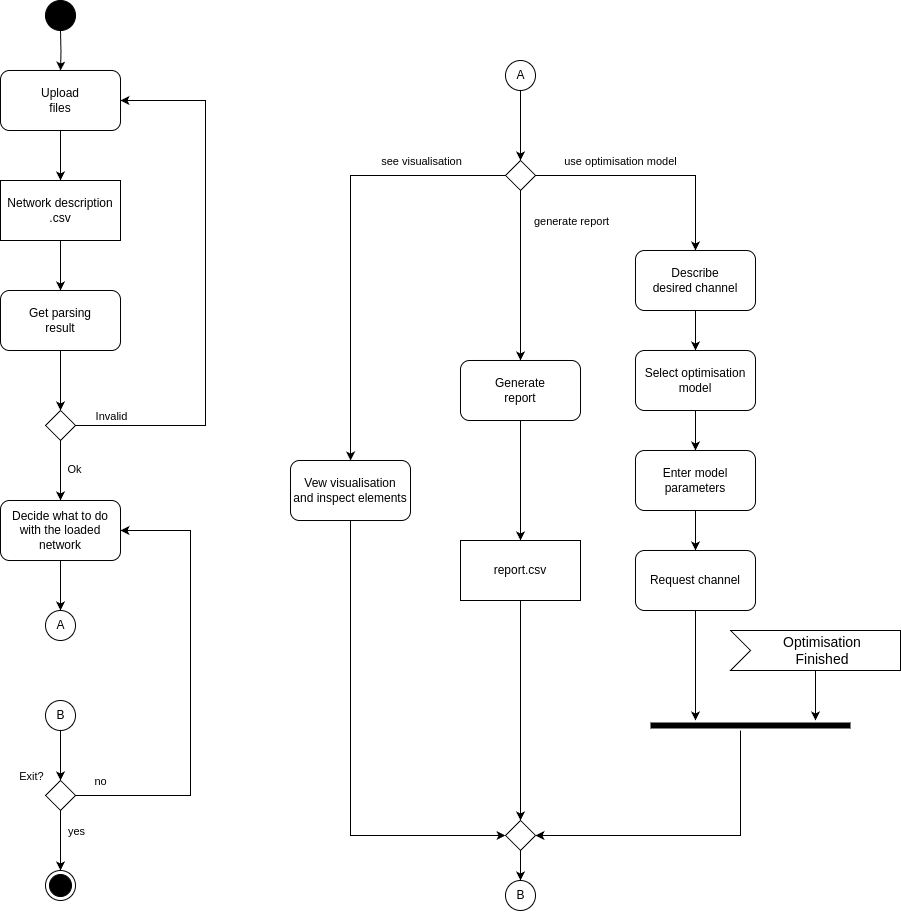 Upload
files
Network description
.csv
Get parsing
result
Invalid
Ok
Decide what to do
with the loaded
network
A
B
Exit?
no
yes
A
see visualisation
use optimisation model
generate report
Describe
desired channel
Generate
report
Select optimisation
model
Vew visualisation
and inspect elements
Enter model
parameters
report.csv
Request channel
Optimisation
Finished
B